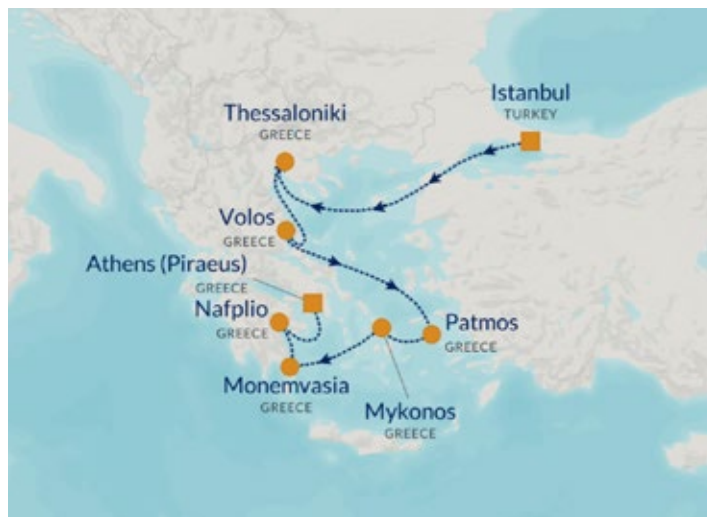 Istanbul
TURKEY
Thessaloniki
GREECE
Volos
GREECE
Athens (Piraeus)
GREECE
Nafplio
GREECE
Patmos
GREECE
Monemvasia
GREECE
Mykonos
GREECE